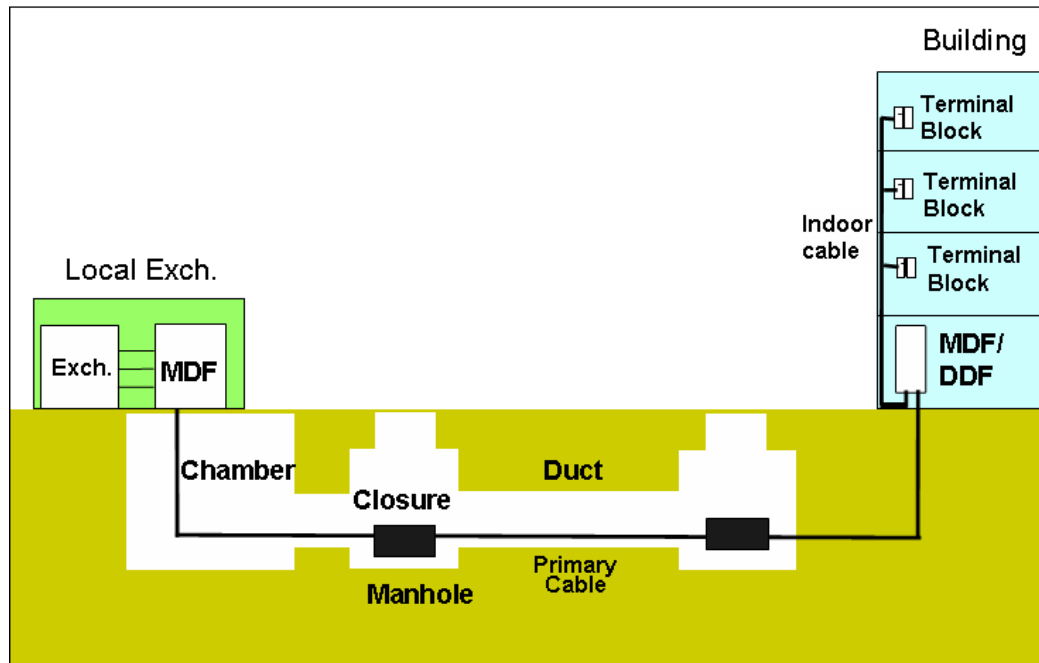 Building
Terminal
Block
Terminal
Block
Indoor
cable
Terminal
Block
Local Exch.
Exch.
MDF
MDF/
DDF
Chamber
Duct
Closure
Primary
Cable
Manhole